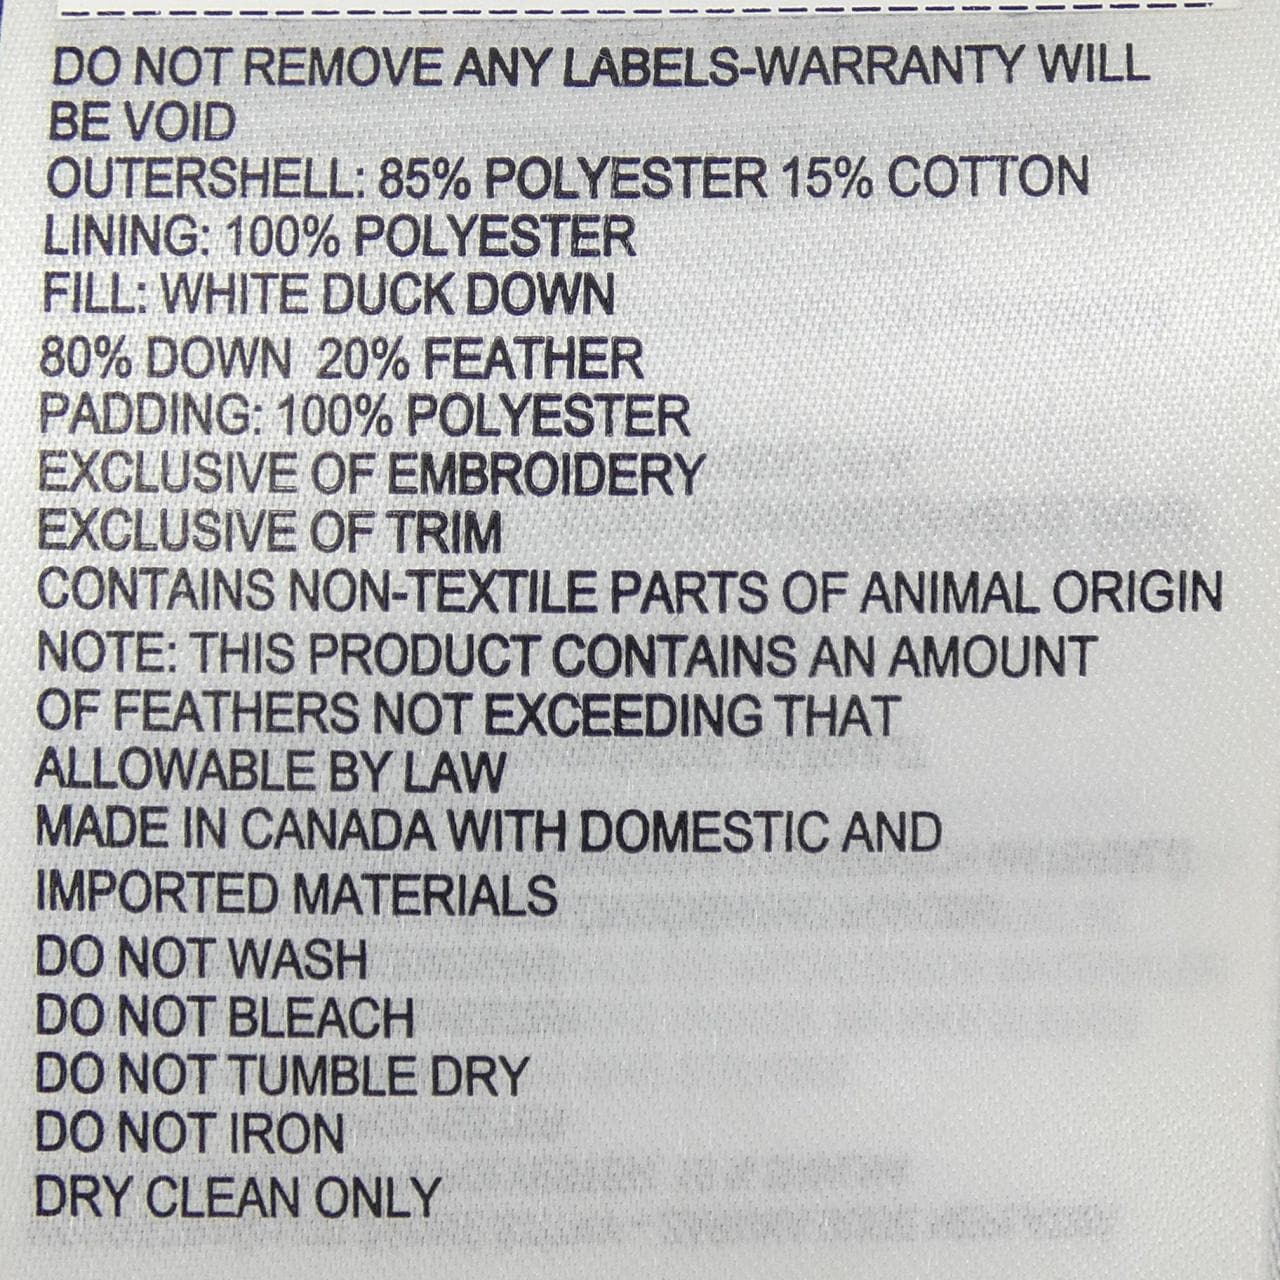 DO NOT REMOVE ANY LABELS-WARRANTY WILL
BE VOID
OUTERSHELL: 85% POLYESTER 15% COTTON
LINING: 100% POLYESTER
FILL: WHITE DUCK DOWN
80% DOWN 20% FEATHER
PADDING: 100% POLYESTER
EXCLUSIVE OF EMBROIDERY
EXCLUSIVE OF TRIM
CONTAINS NON-TEXTILE PARTS OF ANIMAL ORIGIN
NOTE: THIS PRODUCT CONTAINS AN AMOUNT
OF FEATHERS NOT EXCEEDING THAT
ALLOWABLE BY LAW
MADE IN CANADA WITH DOMESTIC AND
IMPORTED MATERIALS
DO NOT WASH
DO NOT BLEACH
DO NOT TUMBLE DRY
DO NOT IRON
DRY CLEAN ONLY